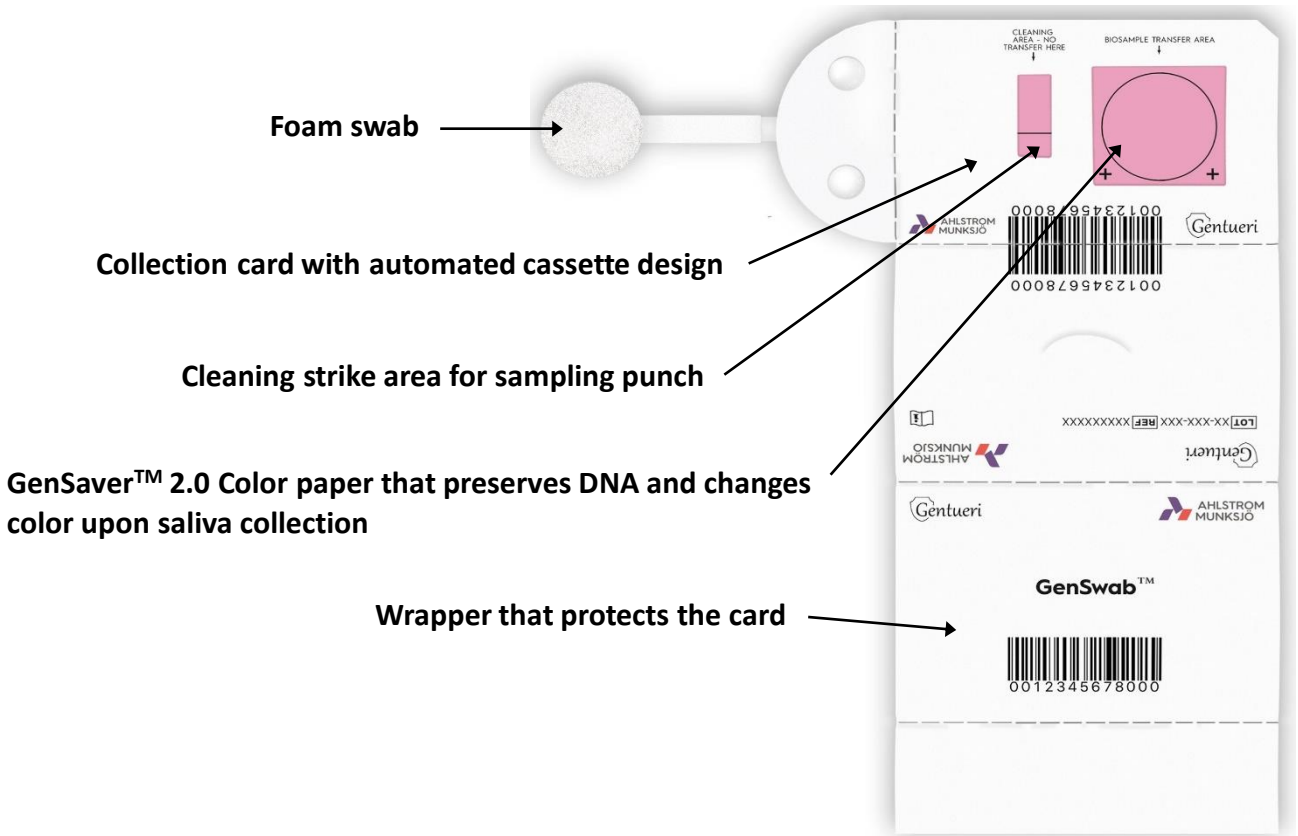 CLEANING
AREA - NO
TRANSFER HERE
BIOSAMPLE TRANSFER AREA
Foam swab
AHLSTROM
MUNKSJÖ
0012345678000
Gentueri
Collection card with automated cassette design
0012345678000
Cleaning strike area for sampling punch
LOT XX-XXX-XXX REF XXXXXXXXX
AHLSTROM
MUNKSJÖ
Gentueri
GenSaver™ 2.0 Color paper that preserves DNA and changes
color upon saliva collection
Gentueri
AHLSTROM
MUNKSJÖ
GenSwab™
Wrapper that protects the card
0012345678000